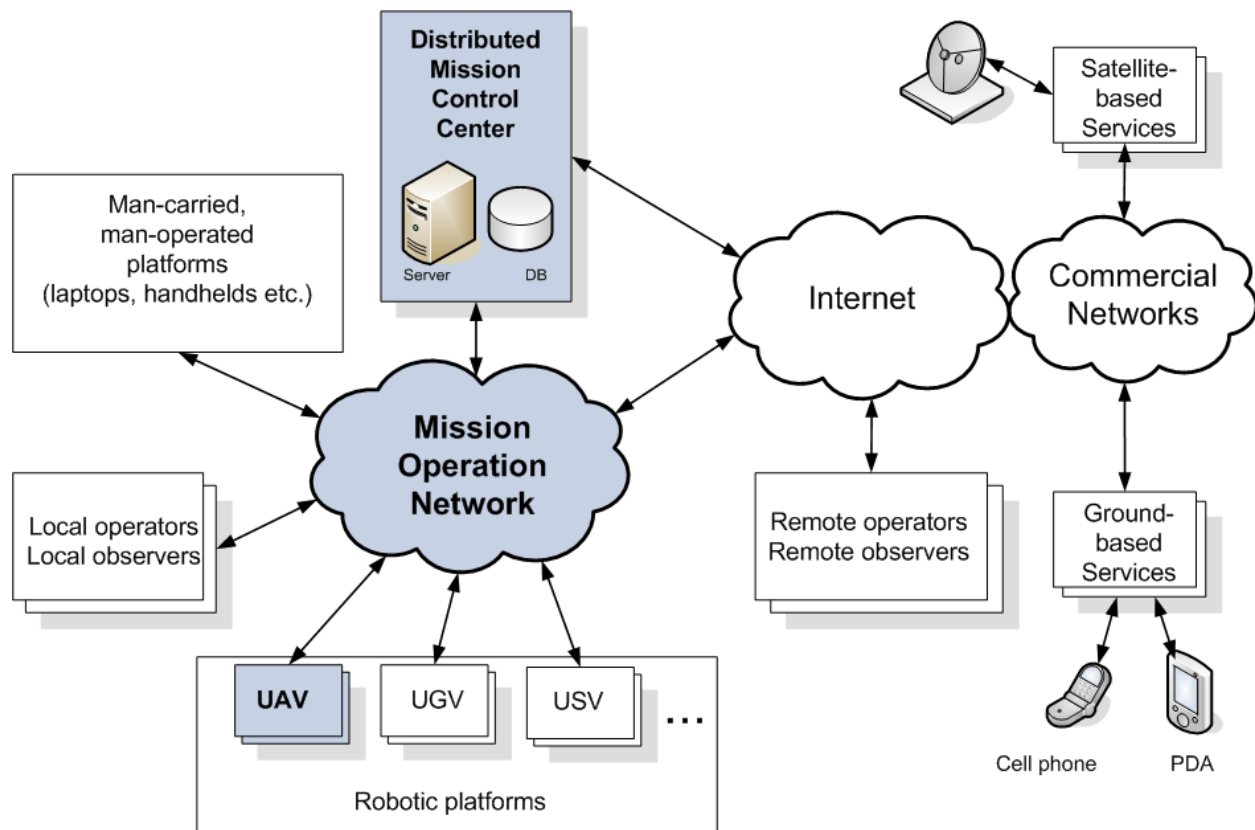 Distributed
Mission
Control
Center
Server
DB
Satellite-
based
Services
Man-carried,
man-operated
platforms
(laptops, handhelds etc.)
Internet
Commercial
Networks
Mission
Operation
Network
Local operators
Local observers
Remote operators
Remote observers
Ground-
based
Services
UAV
UGV
USV
...
Robotic platforms
Cell phone
PDA